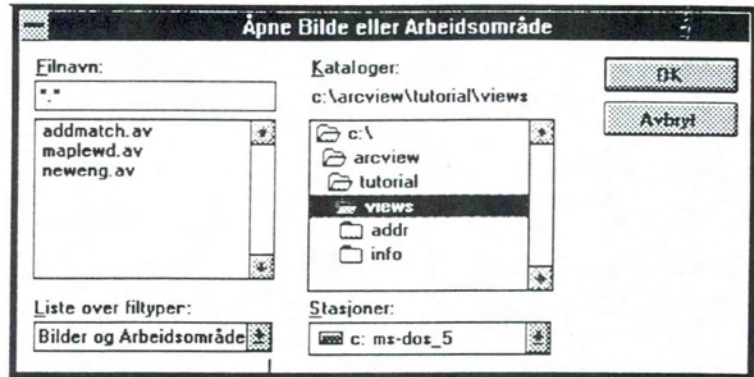 Åpne Bilde eller Arbeidsområde
Filnavn:
*.*
addmatch.av
maplewd.av
neweng.av
Liste over filtyper:
Bilder og Arbeidsområde
Kataloger:
c:\arcview\tutorial\views
c:\
arcview
tutorial
views
addr
info
Stasjoner:
c: ms-dos_5
OK
Avbryt